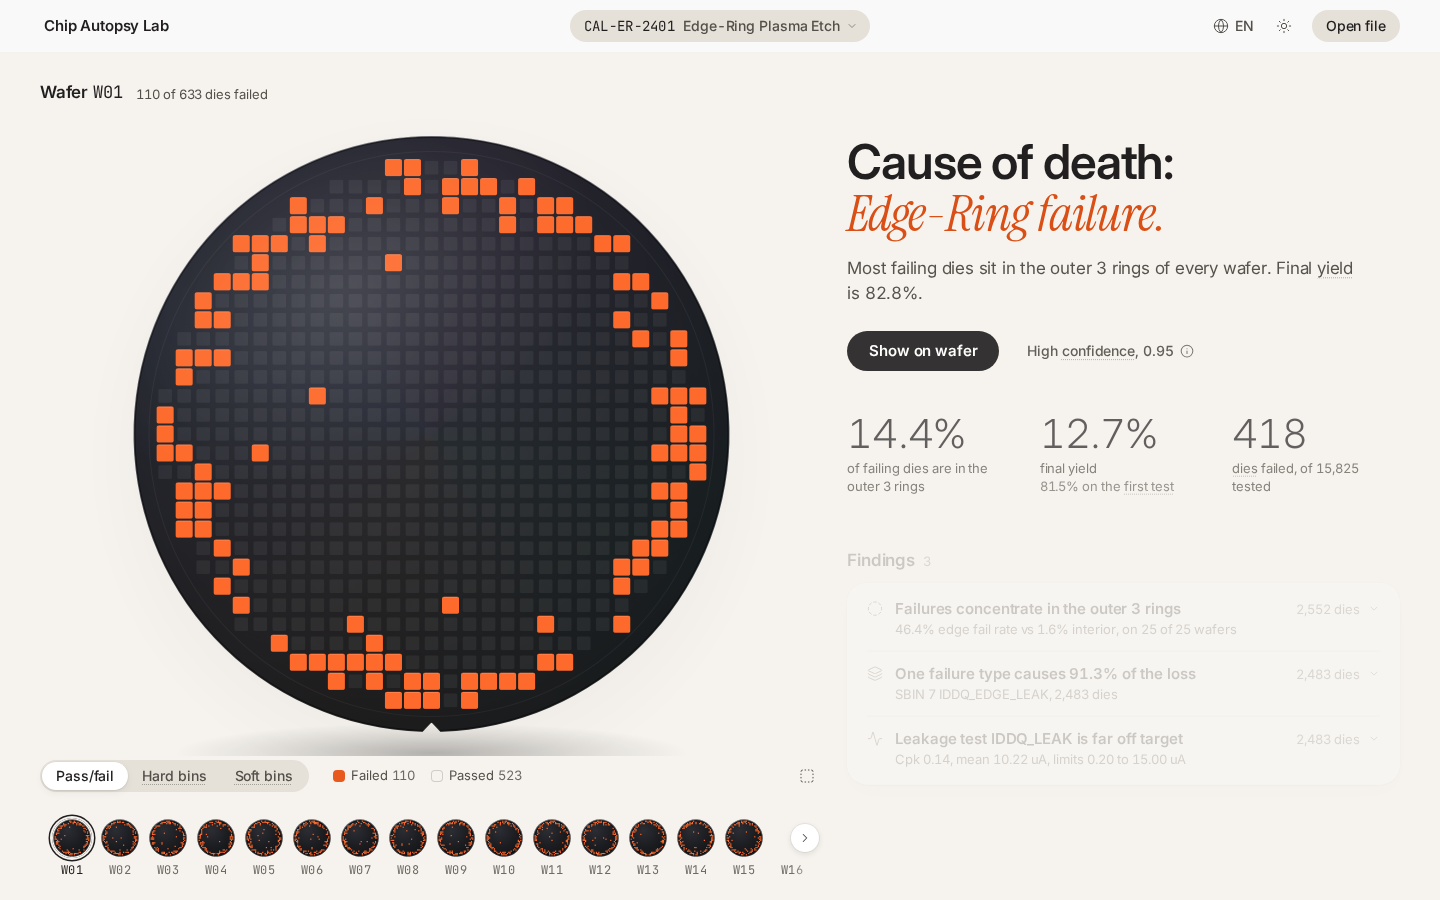 Chip Autopsy Lab
CAL-ER-2401 Edge-Ring Plasma Etch
EN
Open file
Wafer W01 110 of 633 dies failed
Cause of death:
Edge-Ring failure.
Most failing dies sit in the outer 3 rings of every wafer. Final yield
is 82.8%.
Show on wafer
High confidence, 0.95
14.4%
of failing dies are in the
outer 3 rings
12.7%
final yield
81.5% on the first test
418
dies failed, of 15,825
tested
Findings 3
Failures concentrate in the outer 3 rings
2,552 dies
46.4% edge fail rate vs 1.6% interior, on 25 of 25 wafers
One failure type causes 91.3% of the loss
2,483 dies
SBIN 7 IDDQ_EDGE_LEAK, 2,483 dies
Leakage test IDDQ_LEAK is far off target
2,483 dies
Cpk 0.14, mean 10.22 uA, limits 0.20 to 15.00 uA
Pass/fail Hard bins Soft bins Failed 110 Passed 523
W01 W02 W03 W04 W05 W06 W07 W08 W09 W10 W11 W12 W13 W14 W15 W16